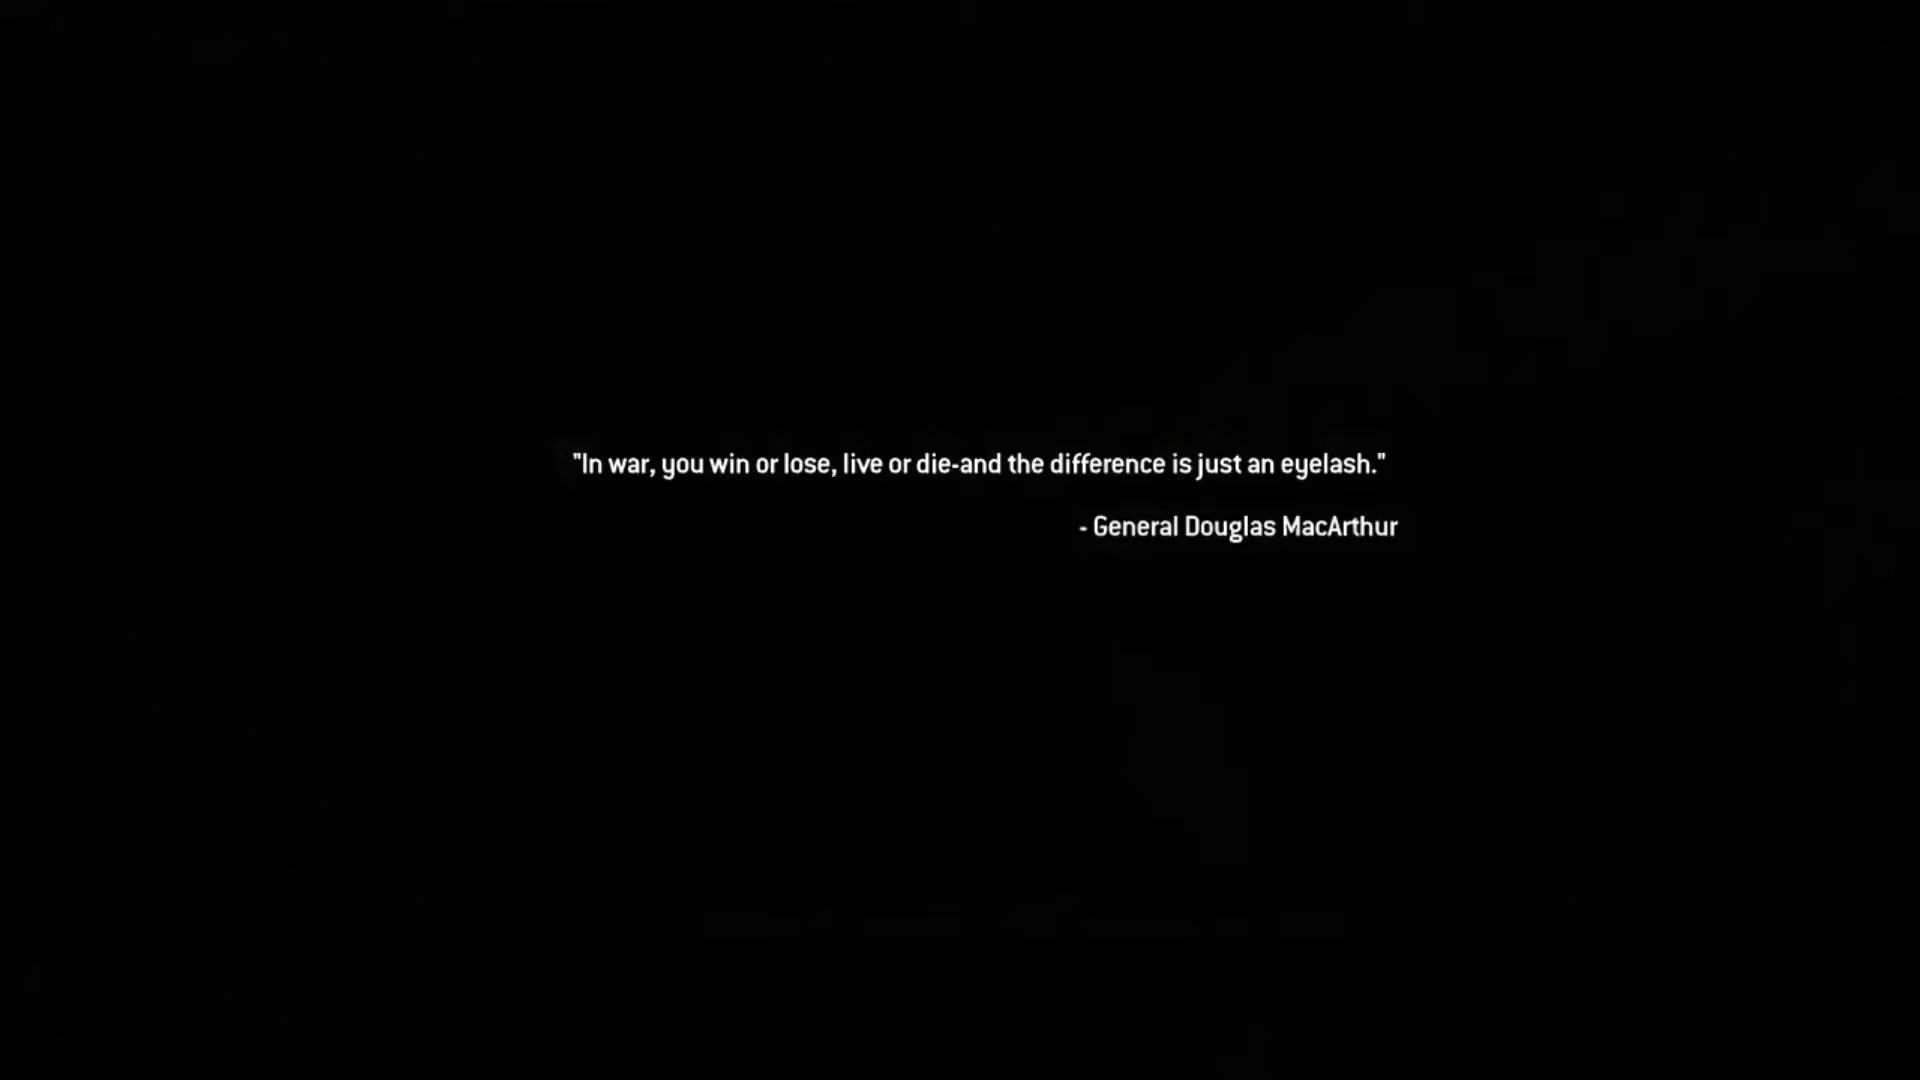 "In war, you win or lose, live or die-and the difference is just an eyelash."
- General Douglas MacArthur